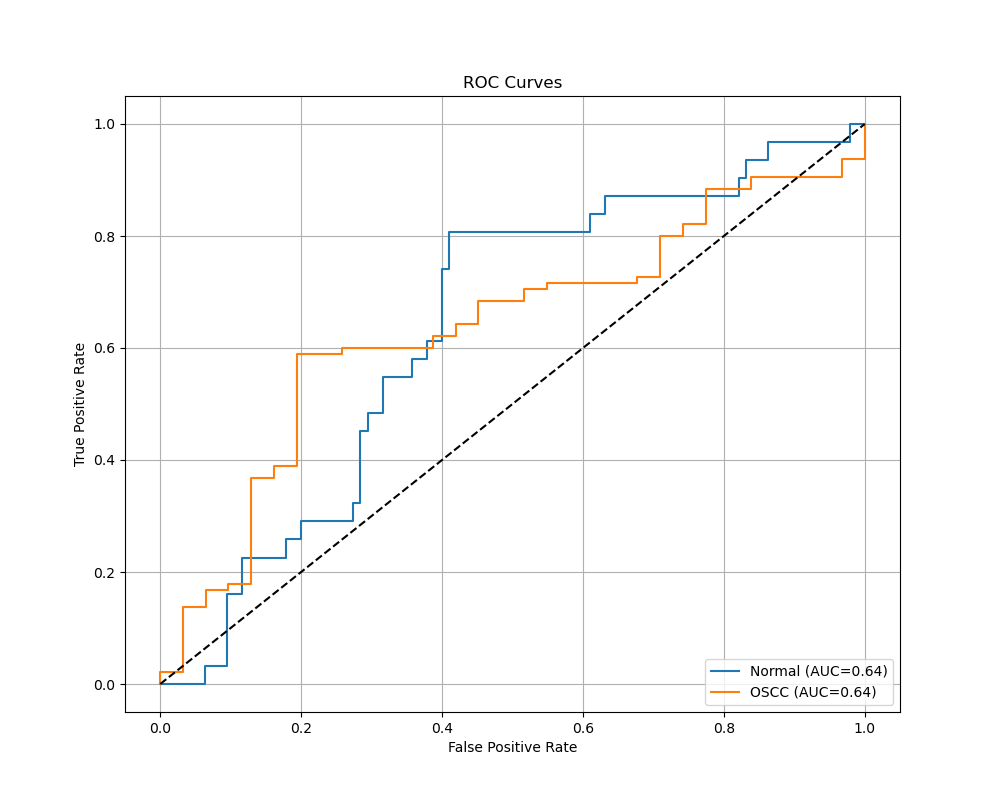 ROC Curves
True Positive Rate
1.0
0.8
0.6
0.4
0.2
0.0
0.0 0.2 0.4 0.6 0.8 1.0
False Positive Rate
Normal (AUC=0.64)
OSCC (AUC=0.64)